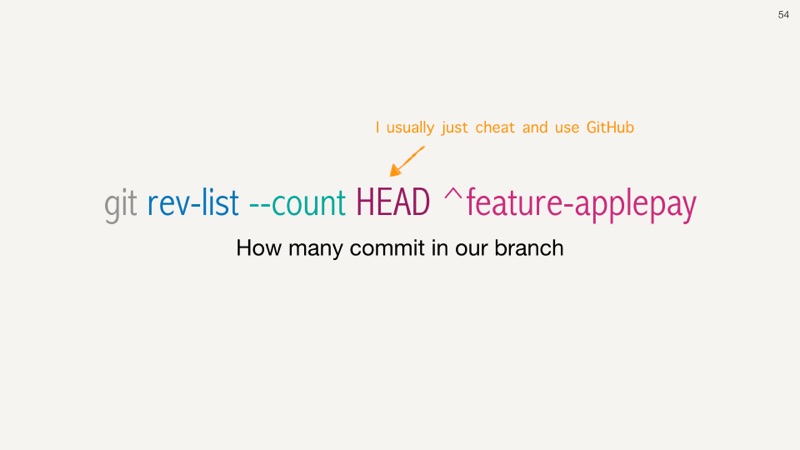 54
I usually just cheat and use GitHub
git rev-list --count HEAD ^feature-applepay
How many commit in our branch